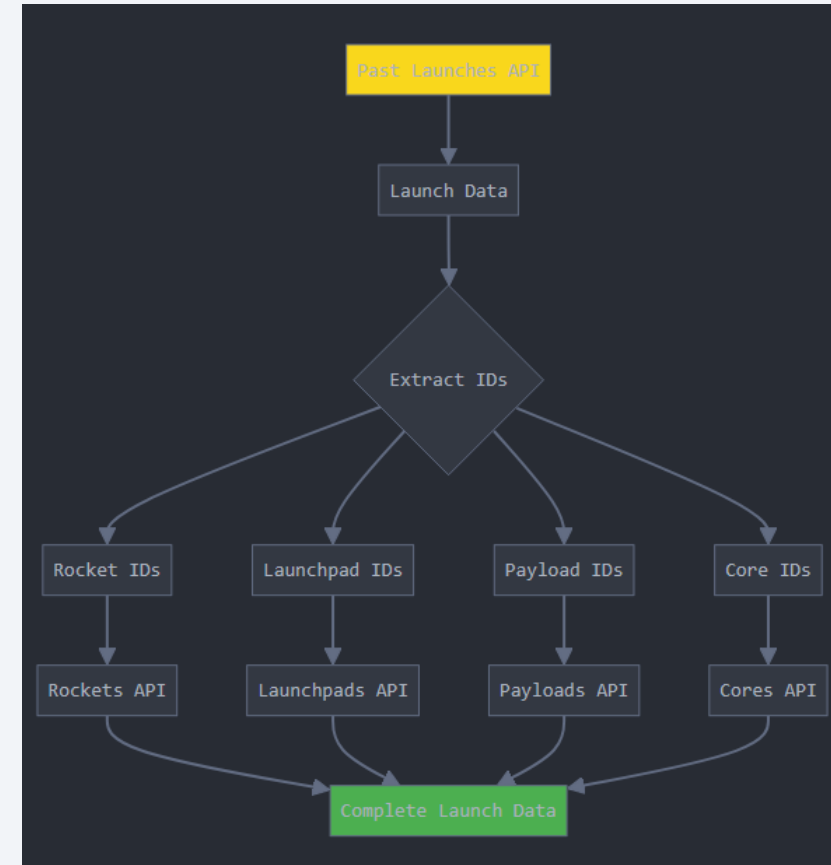 Past Launches API
Launch Data
Extract IDs
Rocket IDs
Launchpad IDs
Payload IDs
Core IDs
Rockets API
Launchpads API
Payloads API
Cores API
Complete Launch Data